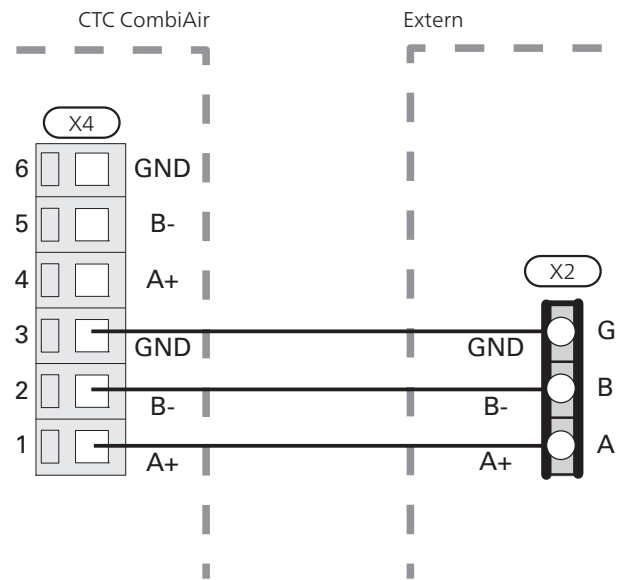 CTC CombiAir Extern
X4
6 GND
5 B-
4 A+
X2
3 GND GND G
2 B- B- B
1 A+ A+ A